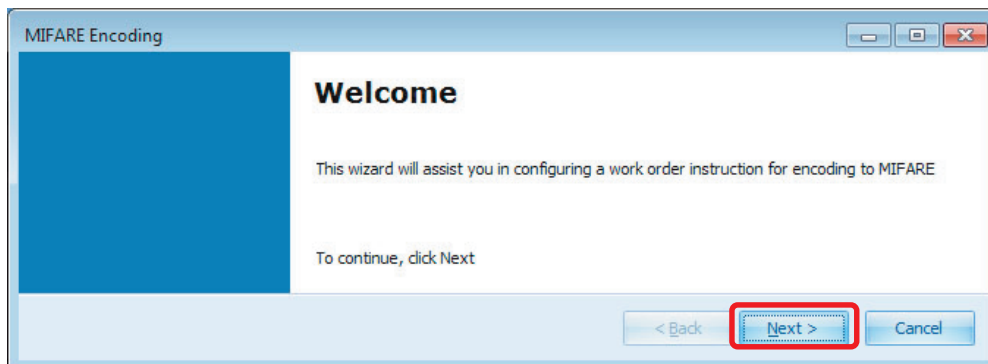 MIFARE Encoding
Welcome
This wizard will assist you in configuring a work order instruction for encoding to MIFARE
To continue, click Next
< Back Next > Cancel